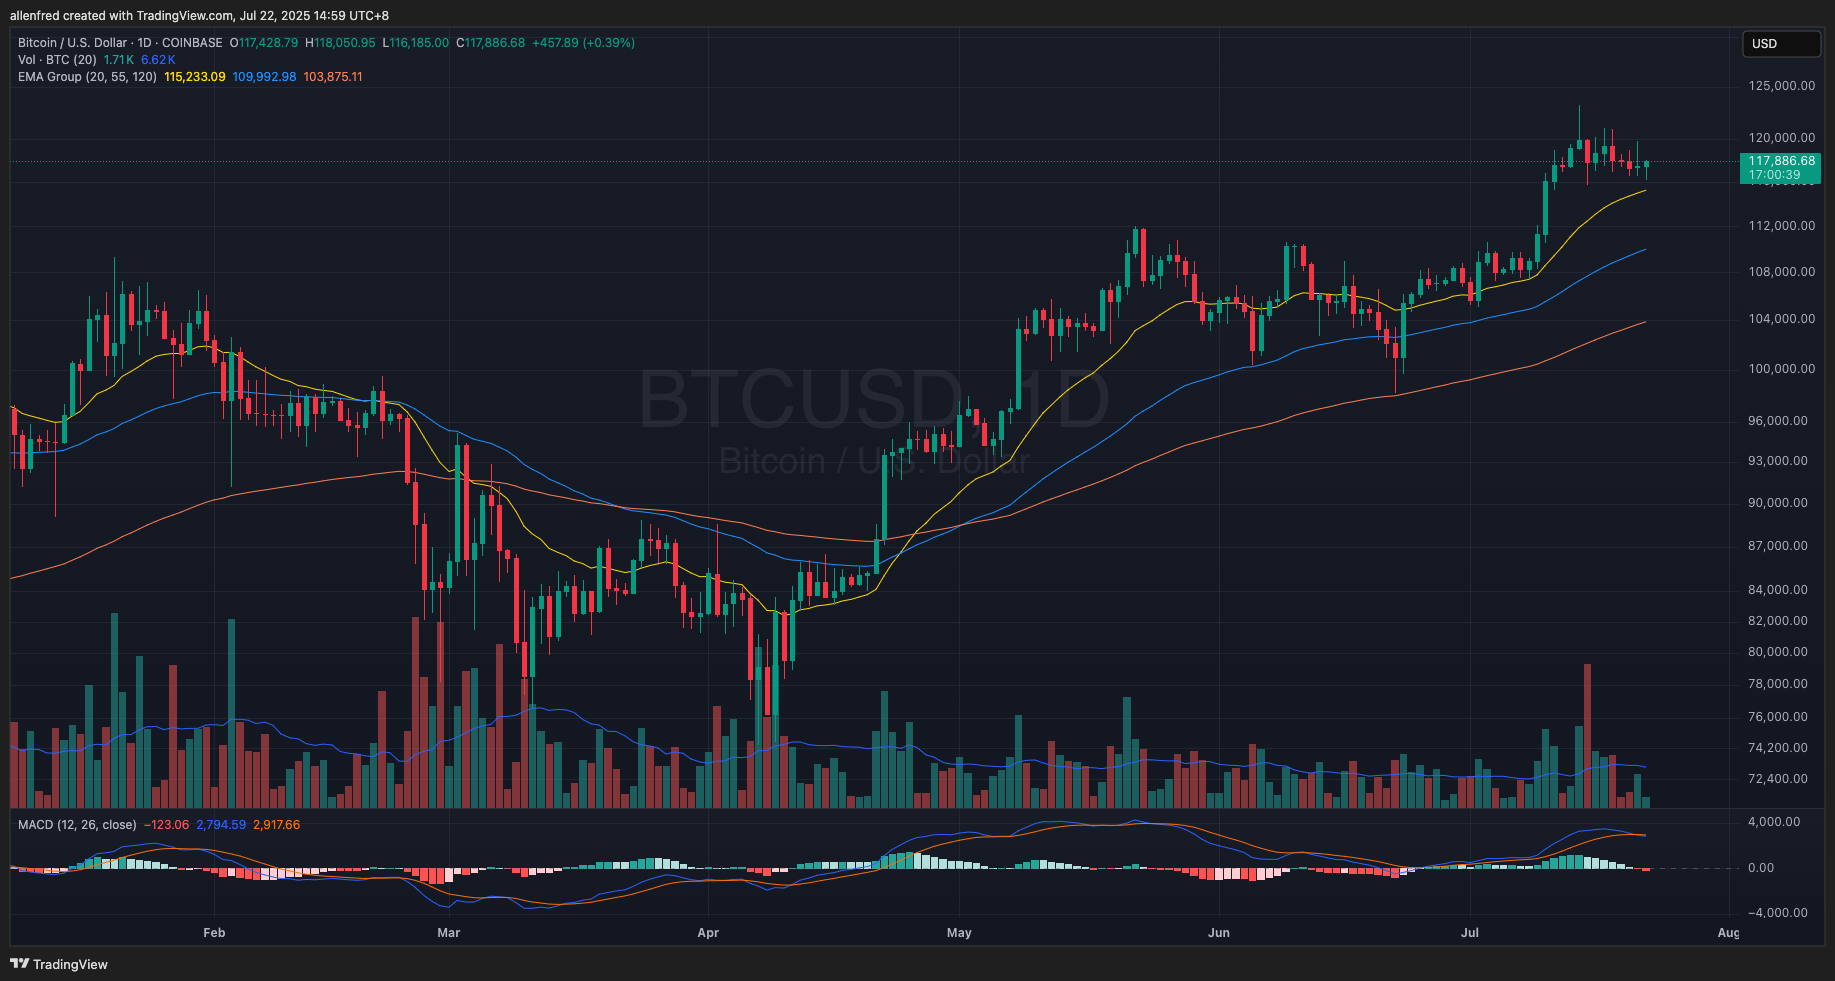 allenfred created with TradingView.com, Jul 22, 2025 14:59 UTC+8
Bitcoin / U.S. Dollar · 1D · COINBASE O117,428.79 H118,050.95 L116,185.00 C117,886.68 +457.89 (+0.39%)
USD
Vol · BTC (20) 1.71K 6.62K
EMA Group (20, 55, 120) 115,233.09 109,992.98 103,875.11
125,000.00
120,000.00
117,886.68
17:00:39
112,000.00
108,000.00
104,000.00
100,000.00
BTCUSD, 1D
96,000.00
Bitcoin / U.S. Dollar
93,000.00
90,000.00
87,000.00
84,000.00
82,000.00
80,000.00
78,000.00
76,000.00
74,200.00
72,400.00
MACD (12, 26, close) −123.06 2,794.59 2,917.66
4,000.00
0.00
−4,000.00
Feb Mar Apr May Jun Jul Aug
TradingView